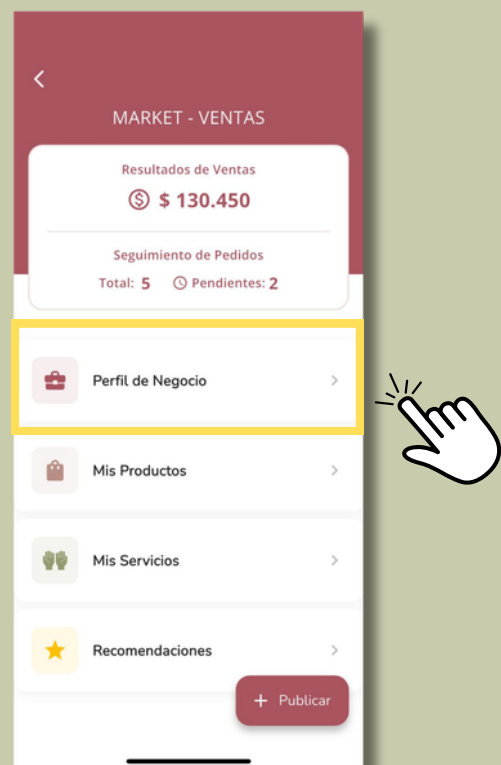 MARKET - VENTAS
Resultados de Ventas
$ 130.450
Seguimiento de Pedidos
Total: 5 Pendientes: 2
Perfil de Negocio
Mis Productos
Mis Servicios
Recomendaciones
+ Publicar